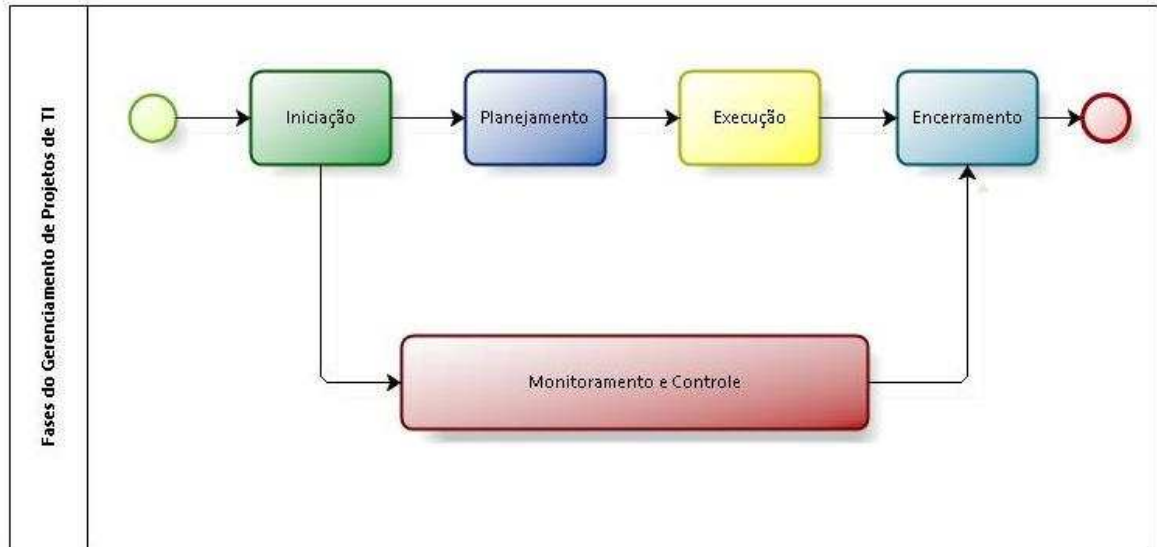 Fases do Gerenciamento de Projetos de TI
Iniciação
Planejamento
Execução
Encerramento
Monitoramento e Controle